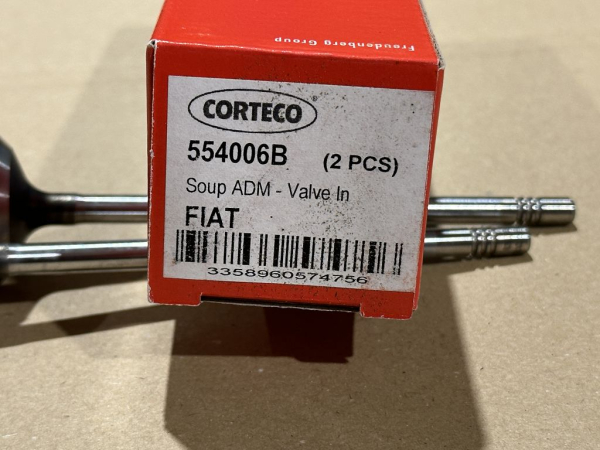 Freudenberg Group
CORTECO®
554006B (2 PCS)
Soup ADM - Valve In
FIAT
3358960574756